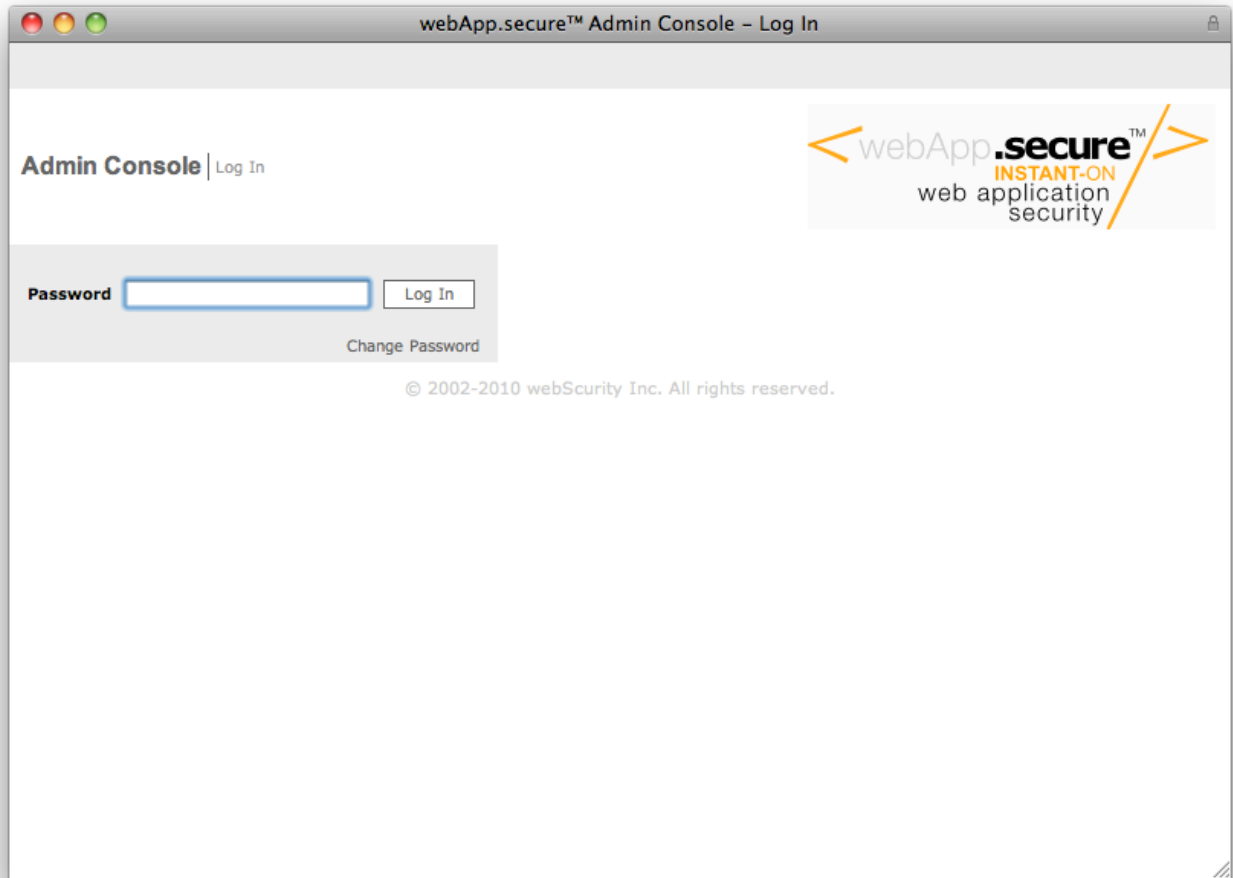 webApp.secure™ Admin Console – Log In
Admin Console | Log In
<webApp.secure™/>
INSTANT-ON
web application
security
Password
Log In
Change Password
© 2002-2010 webScurity Inc. All rights reserved.